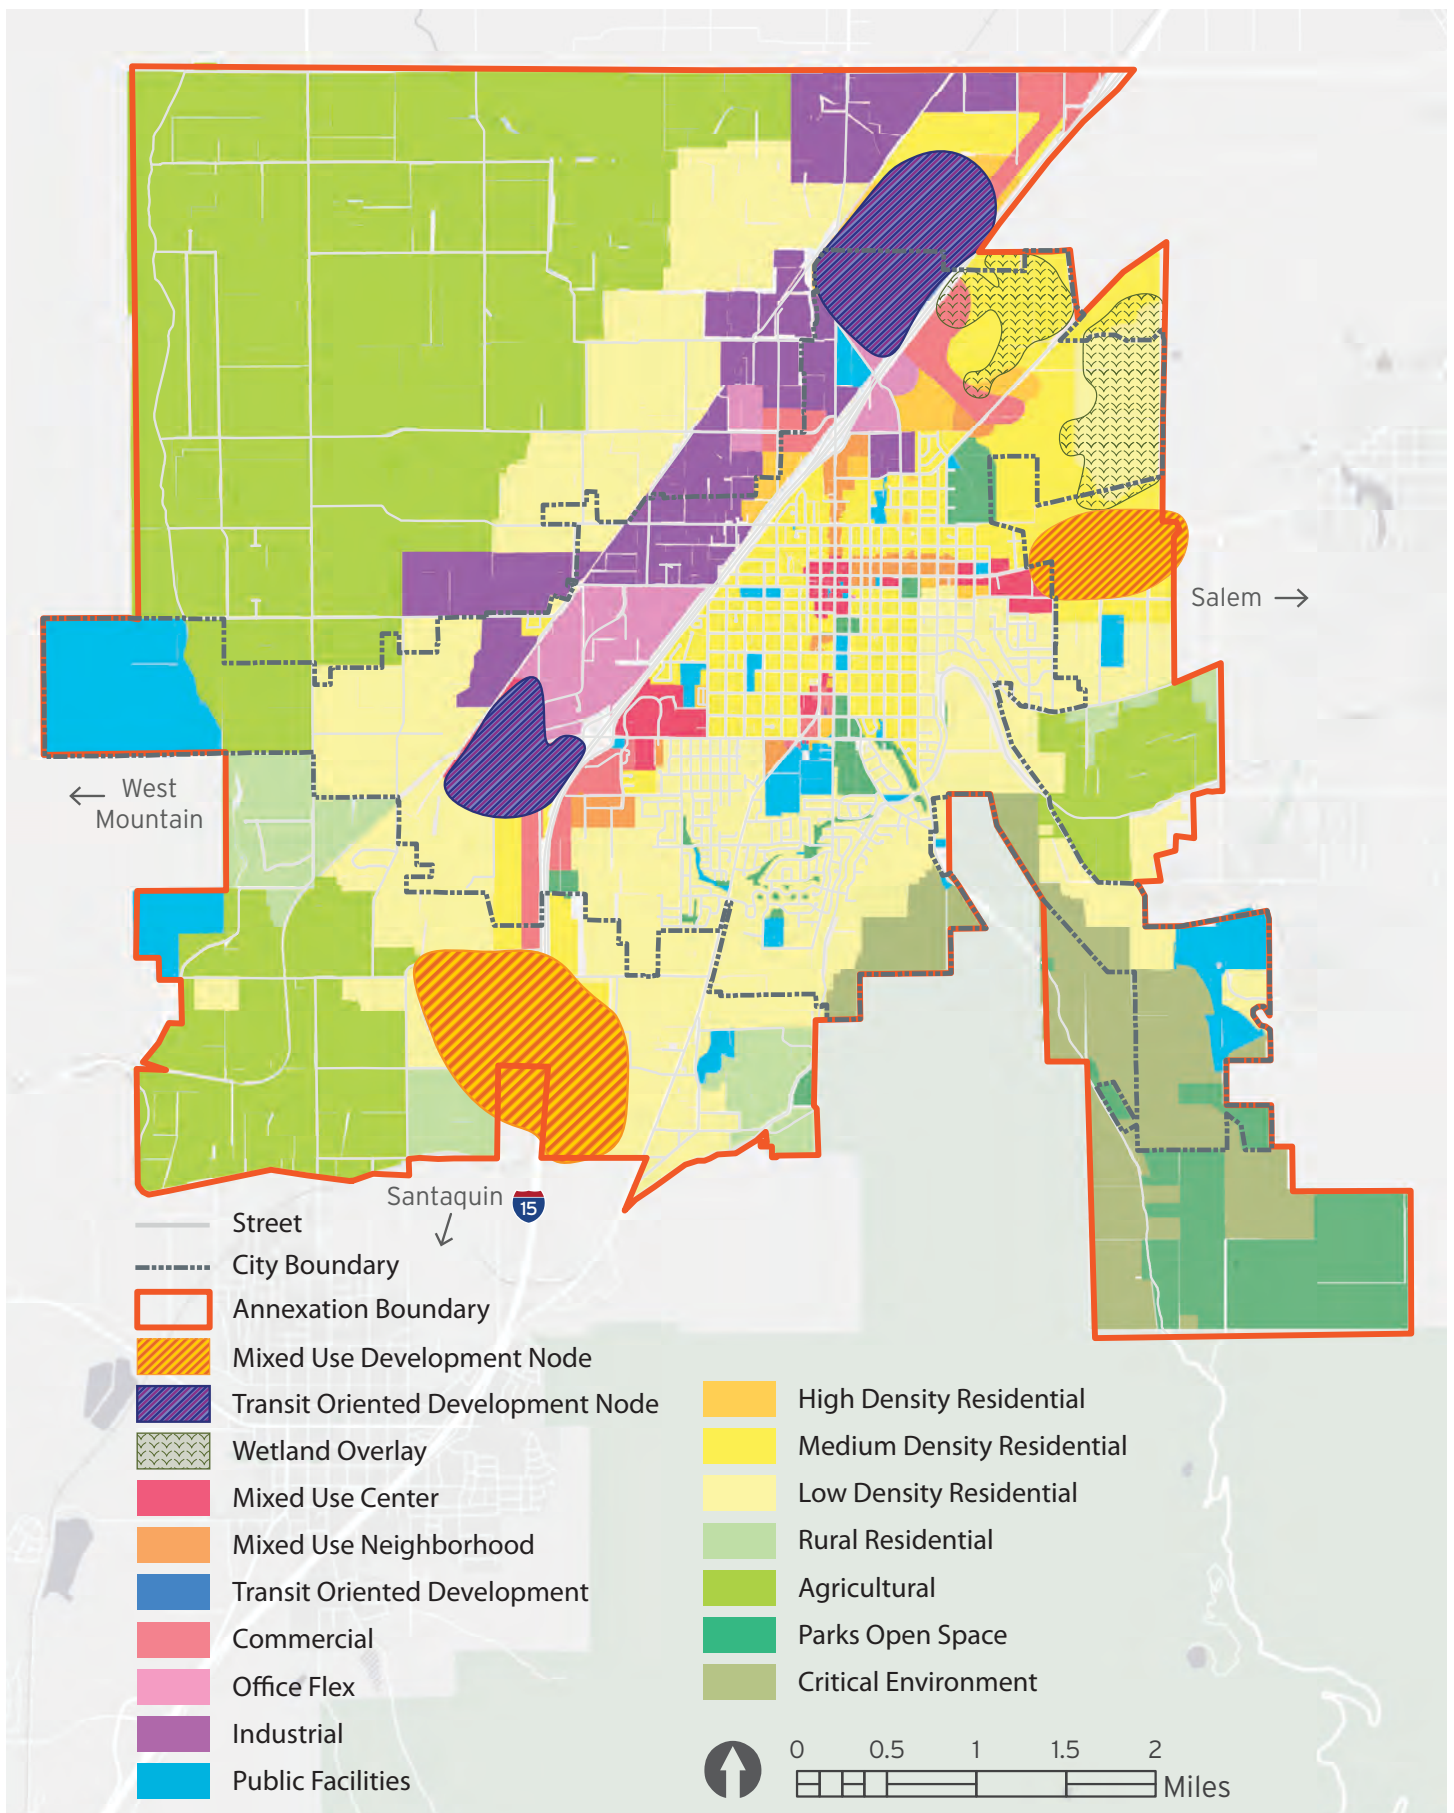 Salem →
← West
Mountain
Santaquin
15
Street
City Boundary
Annexation Boundary
Mixed Use Development Node
Transit Oriented Development Node
Wetland Overlay
Mixed Use Center
Mixed Use Neighborhood
Transit Oriented Development
Commercial
Office Flex
Industrial
Public Facilities
High Density Residential
Medium Density Residential
Low Density Residential
Rural Residential
Agricultural
Parks Open Space
Critical Environment
0 0.5 1 1.5 2
Miles